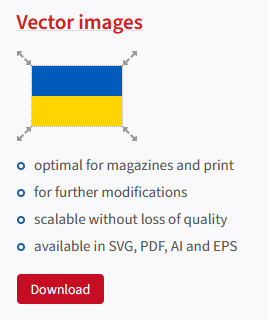 Vector images
optimal for magazines and print
for further modifications
scalable without loss of quality
available in SVG, PDF, AI and EPS
Download